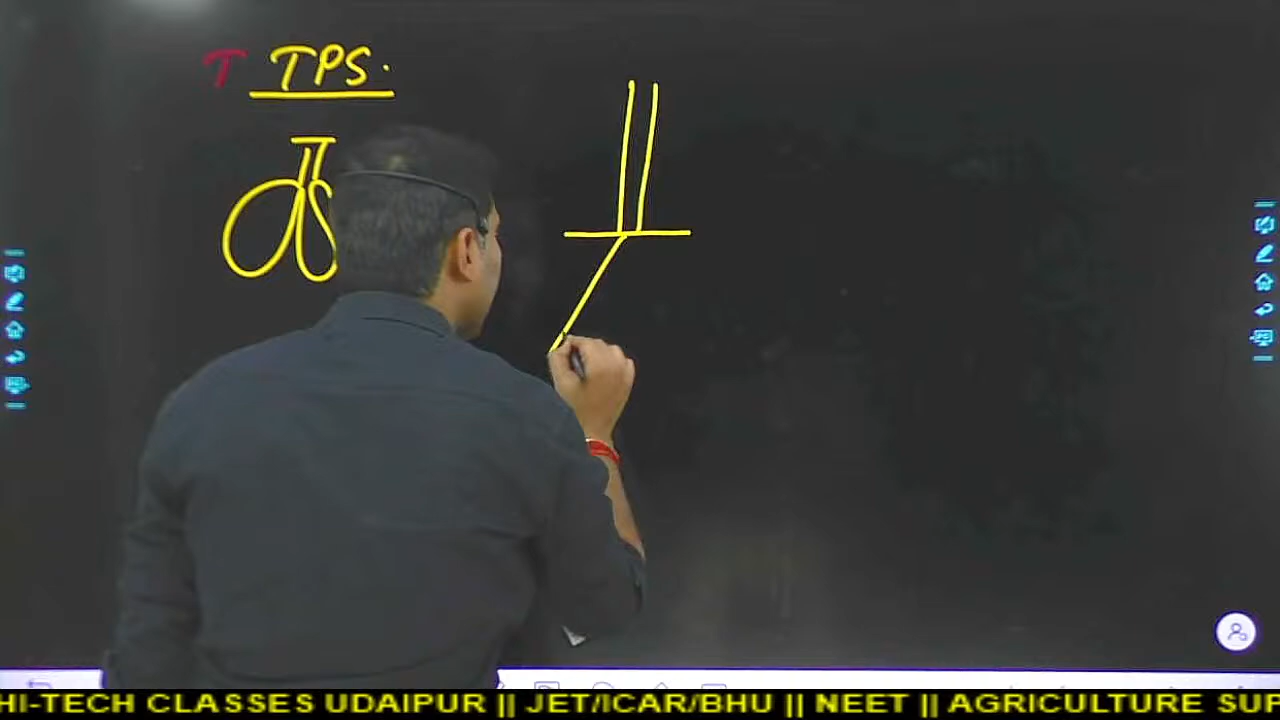 T TPS.
HI-TECH CLASSES UDAIPUR || JET/ICAR/BHU || NEET || AGRICULTURE SUP